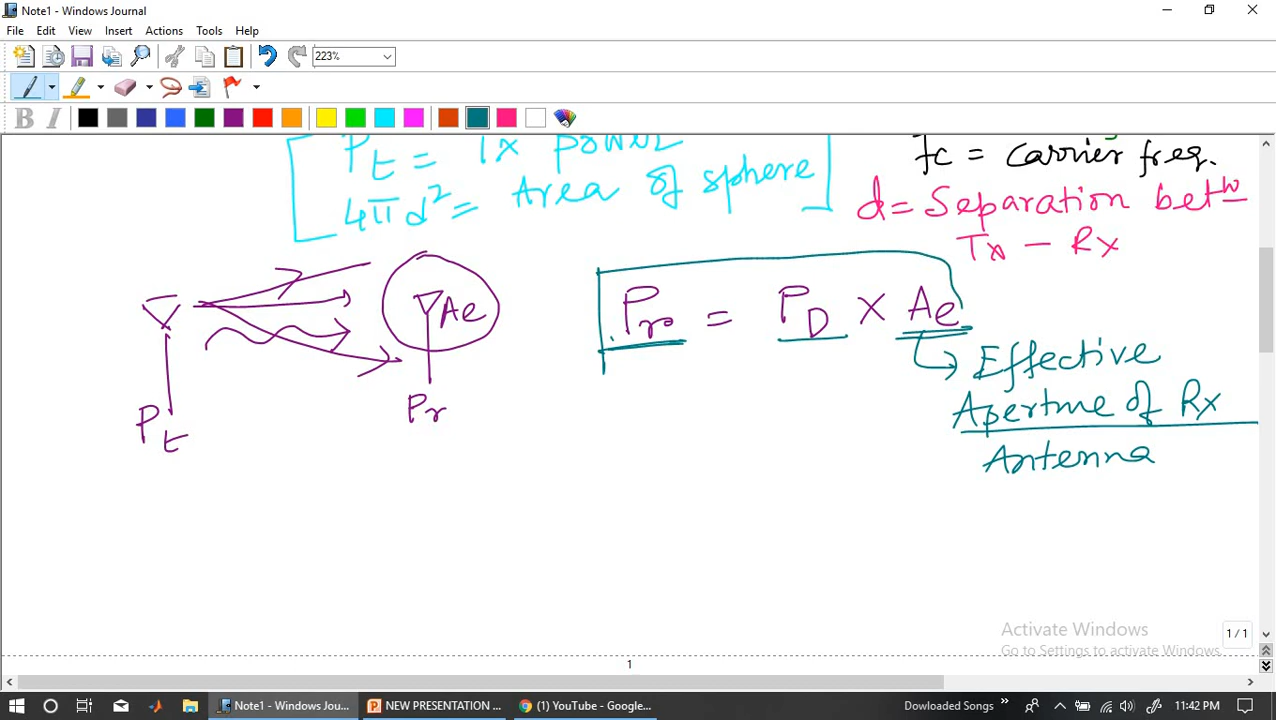 Note1 - Windows Journal
File Edit View Insert Actions Tools Help
223%
B I
Pt = Tx power
4πd² = Area of sphere
fc = Carrier freq.
d = Separation betw
Tx - Rx
Ae
Pt
Pr
Pr = PD × Ae
Effective
Aperture of Rx
Antenna
Activate Windows
Go to Settings to activate Windows.
1/1
1
Note1 - Windows Jou...
NEW PRESENTATION ...
(1) YouTube - Google...
Dowloaded Songs
11:42 PM